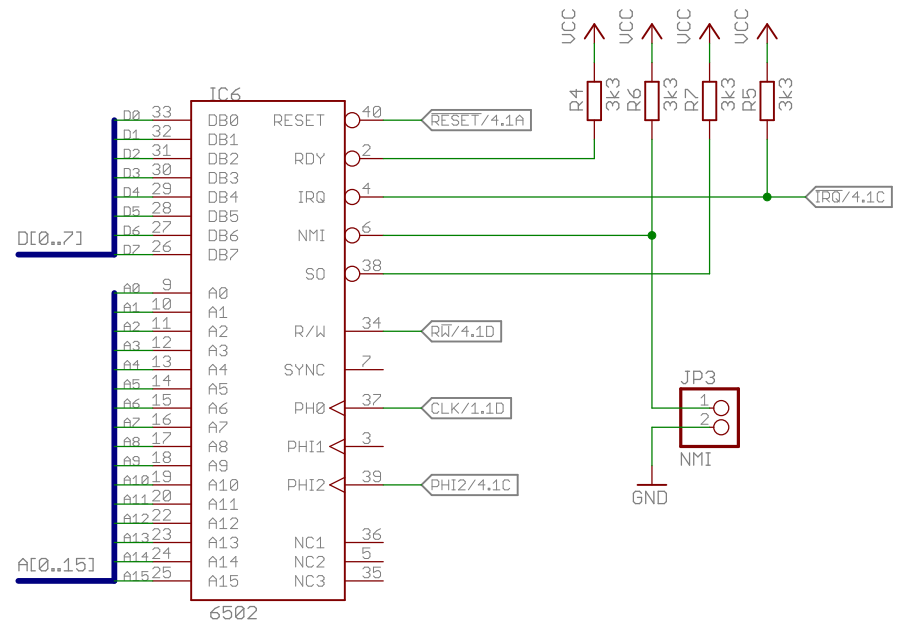 VCC VCC VCC VCC
R4 3k3 R6 3k3 R7 3k3 R5 3k3
IC6
D0 33 DB0 RESET 40 RESET/4.1A
D1 32 DB1
D2 31 DB2 RDY 2
D3 30 DB3
D4 29 DB4 IRQ 4 IRQ/4.1C
D5 28 DB5
D6 27 DB6 NMI 6
D[0..7] D7 26 DB7
SO 38
A0 9 A0
A1 10 A1
A2 11 A2 R/W 34 RW/4.1D
A3 12 A3
A4 13 A4 SYNC 7
JP3
A5 14 A5
A6 15 A6 PH0 37 CLK/1.1D 1
A7 16 A7 2
A8 17 A8 PHI1 3
A9 18 A9 NMI
A10 19 A10 PHI2 39 PHI2/4.1C
A11 20 A11 GND
A12 22 A12
A13 23 A13 NC1 36
A14 24 A14 NC2 5
A[0..15] A15 25 A15 NC3 35
6502